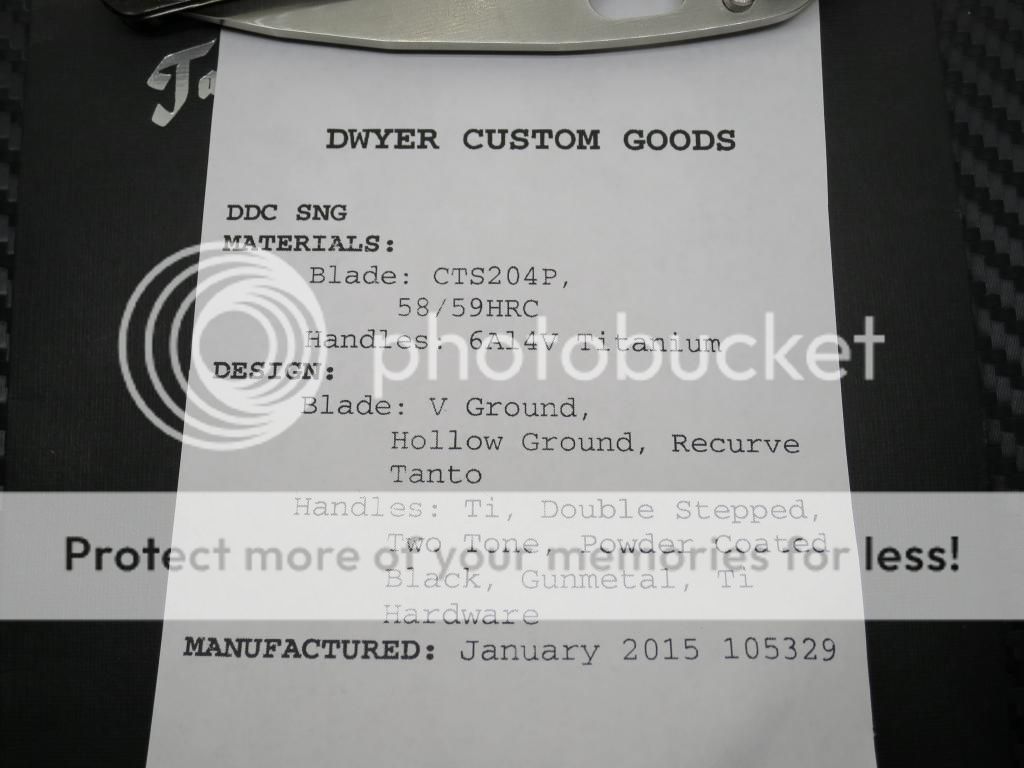 DWYER CUSTOM GOODS
DDC SNG
MATERIALS:
Blade: CTS204P,
58/59HRC
Handles: 6Al4V Titanium
DESIGN:
Blade: V Ground,
Hollow Ground, Recurve
Tanto
Handles: Ti, Double Stepped,
Two Tone, Powder Coated
Black, Gunmetal, Ti
Hardware
MANUFACTURED: January 2015 105329
photobucket
Protect more of your memories for less!